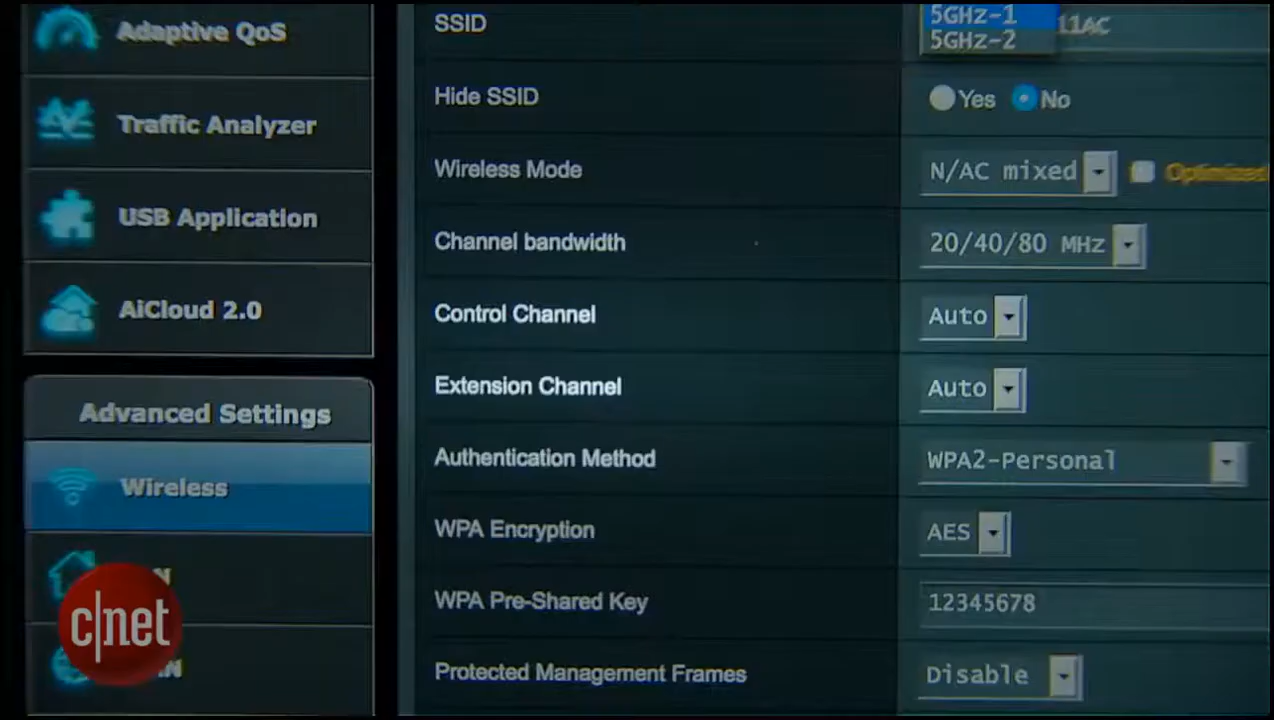 Adaptive QoS
Traffic Analyzer
USB Application
AiCloud 2.0
Advanced Settings
Wireless
SSID
5GHz-1
5GHz-2
11AC
Hide SSID
Yes
No
Wireless Mode
N/AC mixed
Optimized
Channel bandwidth
20/40/80 MHz
Control Channel
Auto
Extension Channel
Auto
Authentication Method
WPA2-Personal
WPA Encryption
AES
WPA Pre-Shared Key
12345678
Protected Management Frames
Disable
c|net